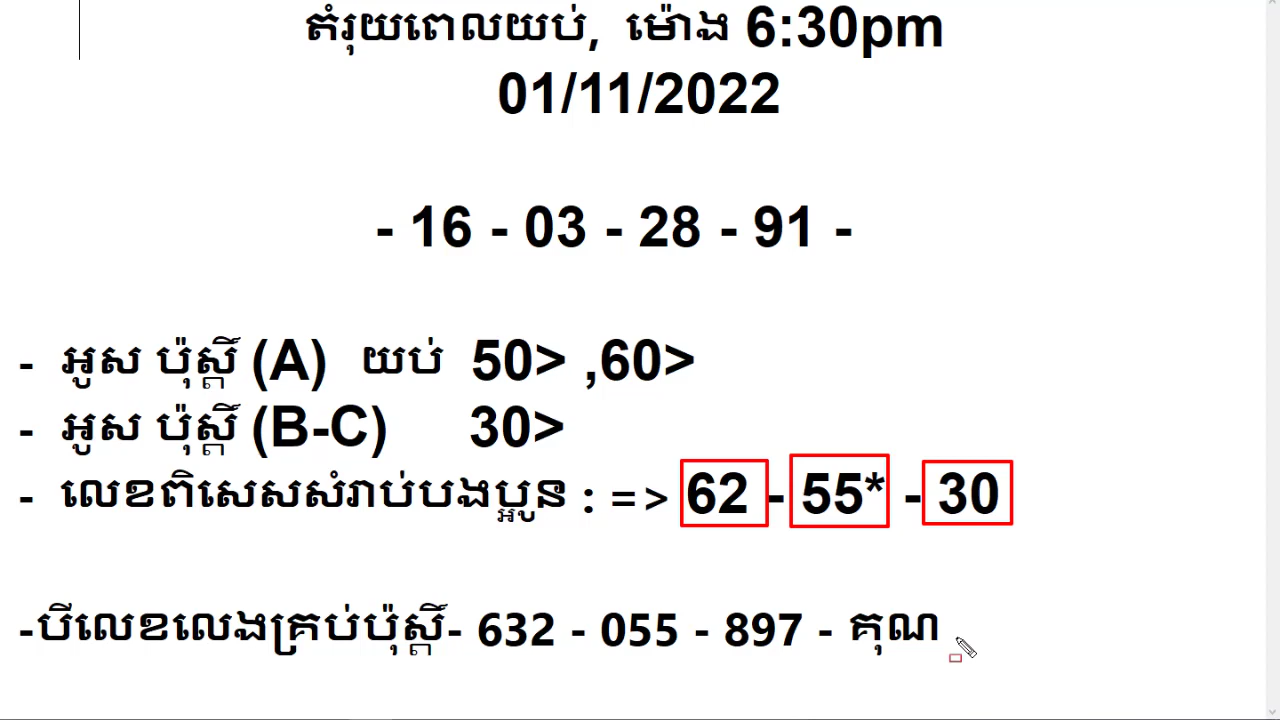 តំរុយពេលយប់, ម៉ោង 6:30pm
01/11/2022
- 16 - 03 - 28 - 91 -
- អូស ប៉ុស្តិ៍ (A) យប់ 50> ,60>
- អូស ប៉ុស្តិ៍ (B-C) 30>
- លេខពិសេសសំរាប់បងប្អូន : => 62 - 55* - 30
-បីលេខលេងគ្រប់ប៉ុស្តិ៍- 632 - 055 - 897 - គុណ